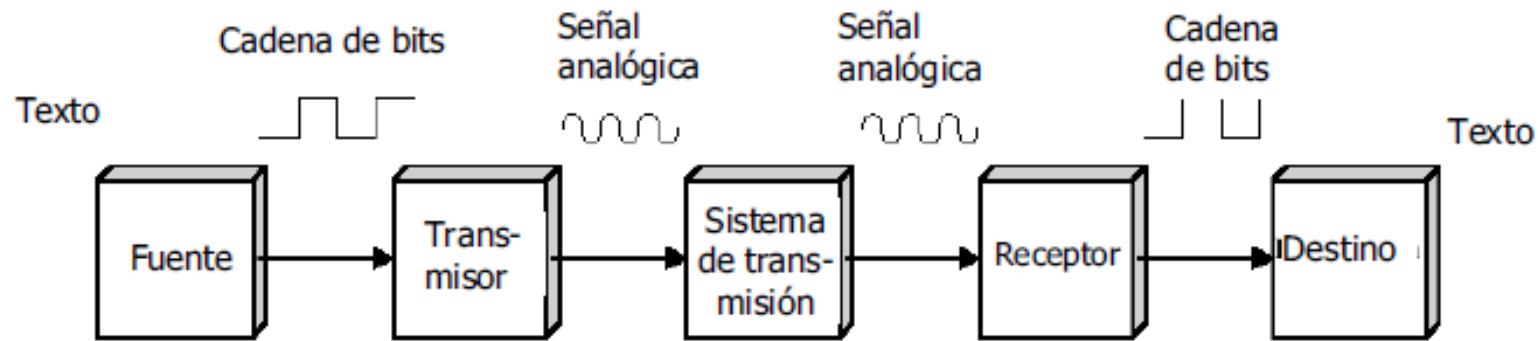 Cadena de bits
Señal
analógica
Señal
analógica
Cadena
de bits
Texto
Texto
Fuente
Trans-
misor
Sistema
de trans-
misión
Receptor
Destino